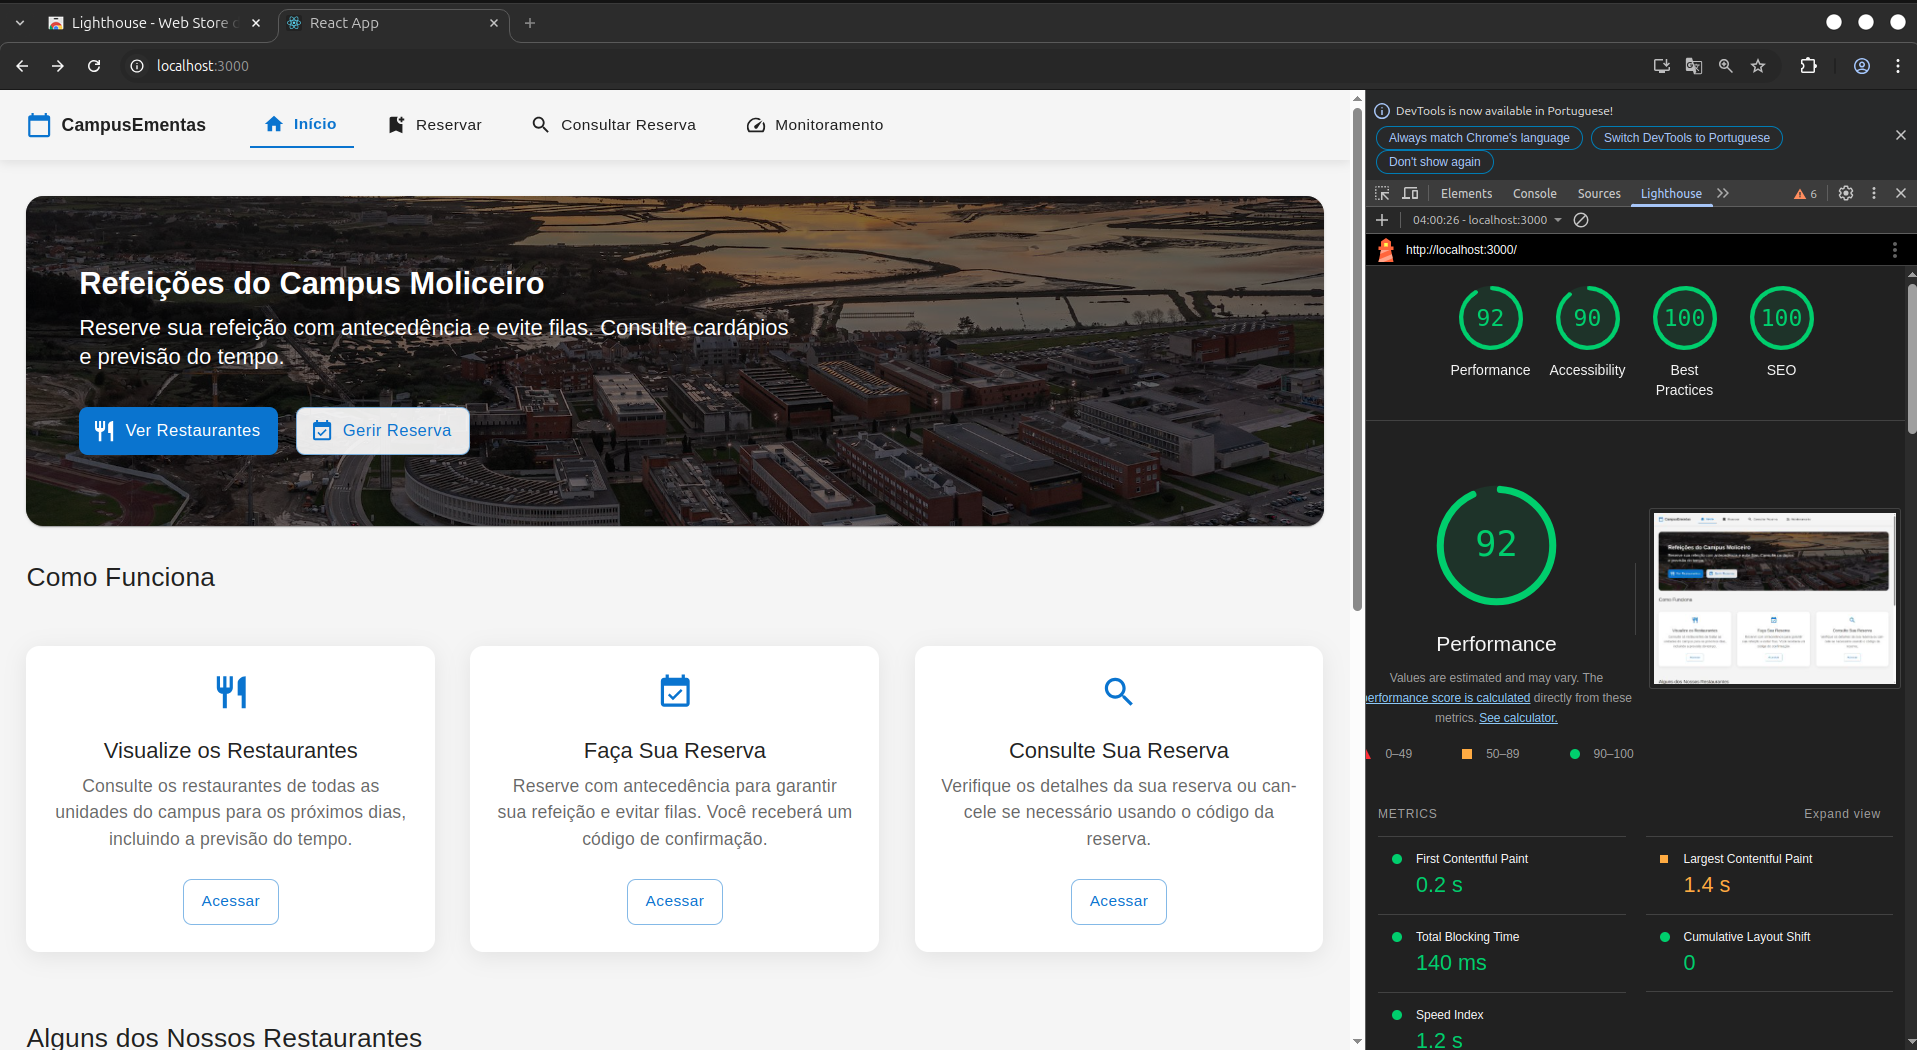 Lighthouse - Web Store
React App
localhost:3000
CampusEmentas
Início
Reservar
Consultar Reserva
Monitoramento
Refeições do Campus Moliceiro
Reserve sua refeição com antecedência e evite filas. Consulte cardápios
e previsão do tempo.
Ver Restaurantes
Gerir Reserva
Como Funciona
Visualize os Restaurantes
Consulte os restaurantes de todas as
unidades do campus para os próximos dias,
incluindo a previsão do tempo.
Acessar
Faça Sua Reserva
Reserve com antecedência para garantir
sua refeição e evitar filas. Você receberá um
código de confirmação.
Acessar
Consulte Sua Reserva
Verifique os detalhes da sua reserva ou can-
cele se necessário usando o código da
reserva.
Acessar
Alguns dos Nossos Restaurantes
DevTools is now available in Portuguese!
Always match Chrome's language
Switch DevTools to Portuguese
Don't show again
Elements
Console
Sources
Lighthouse
6
04:00:26 - localhost:3000
http://localhost:3000/
92
Performance
90
Accessibility
100
Best
Practices
100
SEO
92
Performance
Values are estimated and may vary. The
performance score is calculated directly from these
metrics. See calculator.
0–49
50–89
90–100
METRICS
Expand view
First Contentful Paint
0.2 s
Largest Contentful Paint
1.4 s
Total Blocking Time
140 ms
Cumulative Layout Shift
0
Speed Index
1.2 s